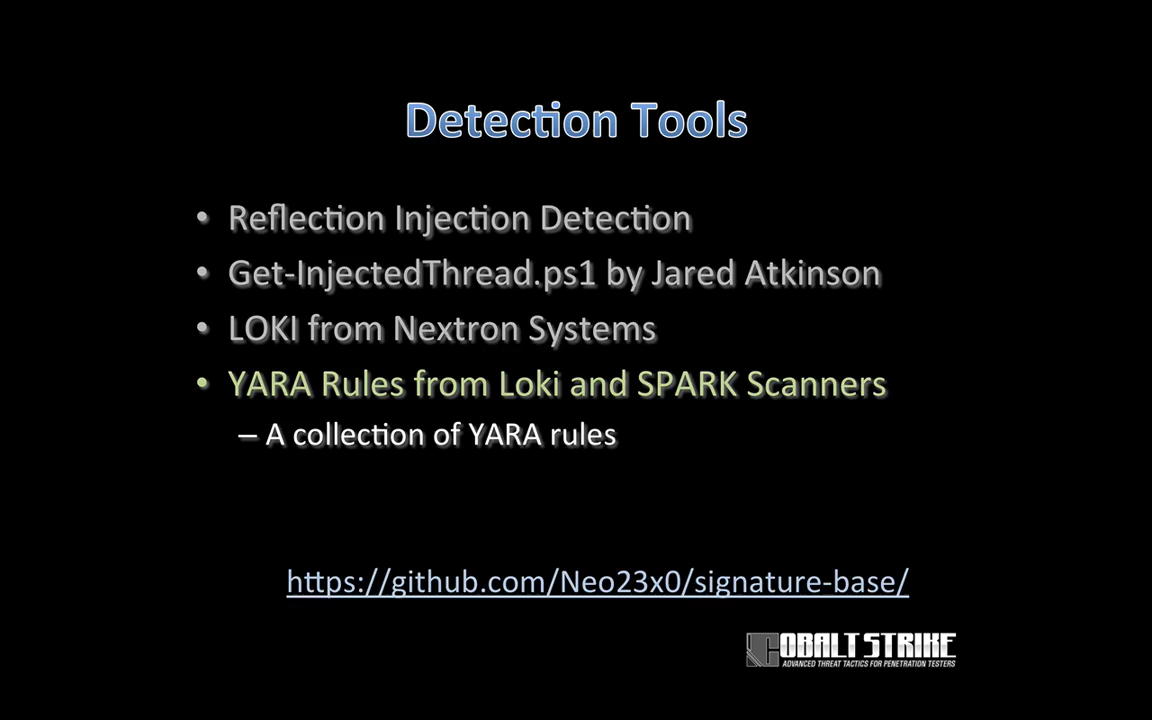 Detection Tools
• Reflection Injection Detection
• Get-InjectedThread.ps1 by Jared Atkinson
• LOKI from Nextron Systems
• YARA Rules from Loki and SPARK Scanners
– A collection of YARA rules
https://github.com/Neo23x0/signature-base/
COBALT STRIKE
ADVANCED THREAT TACTICS FOR PENETRATION TESTERS